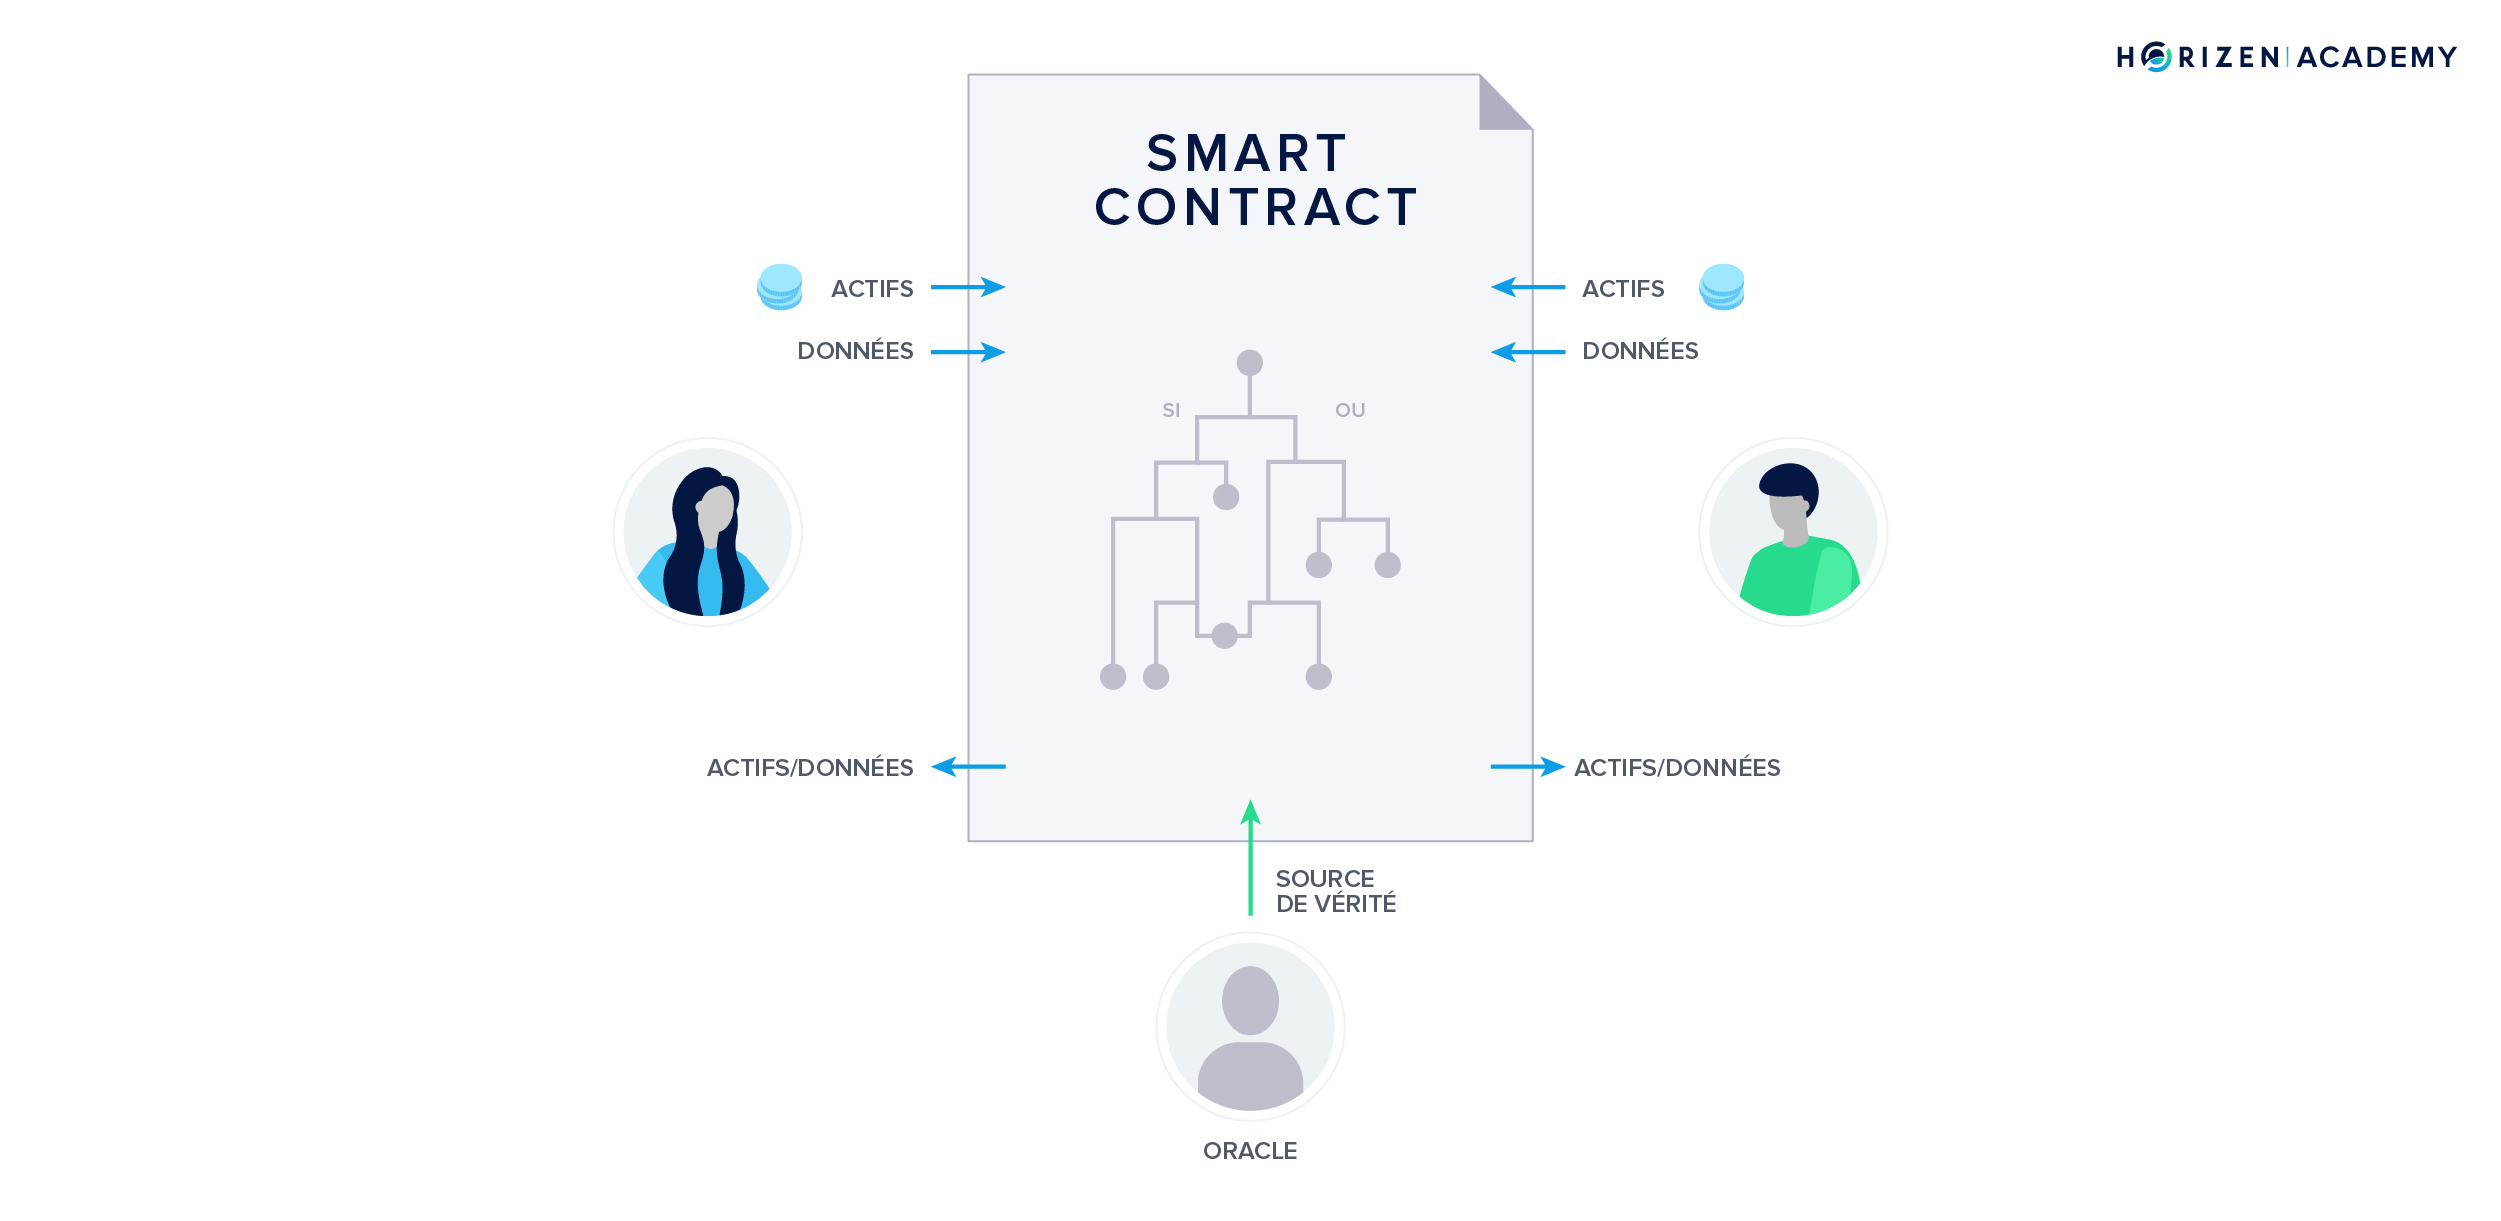 HORIZEN | ACADEMY
SMART
CONTRACT
ACTIFS
ACTIFS
DONNÉES
DONNÉES
SI
OU
ACTIFS/DONNÉES
ACTIFS/DONNÉES
SOURCE
DE VÉRITÉ
ORACLE